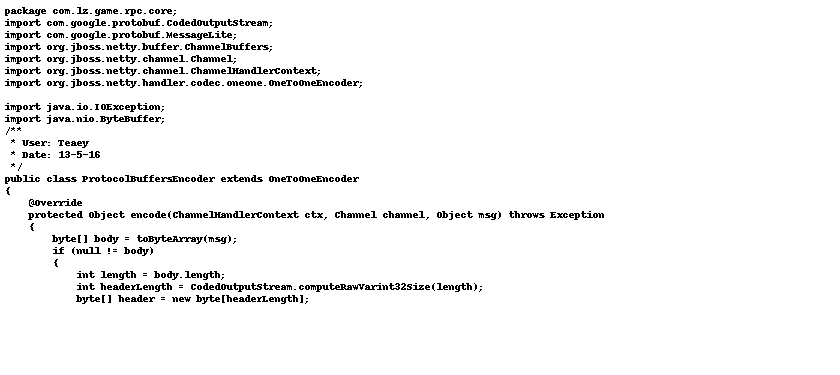 package com.lz.game.rpc.core;
import com.google.protobuf.CodedOutputStream;
import com.google.protobuf.MessageLite;
import org.jboss.netty.buffer.ChannelBuffers;
import org.jboss.netty.channel.Channel;
import org.jboss.netty.channel.ChannelHandlerContext;
import org.jboss.netty.handler.codec.oneone.OneToOneEncoder;
import java.io.IOException;
import java.nio.ByteBuffer;
/**
 * User: Teaey
 * Date: 13-5-16
 */
public class ProtocolBuffersEncoder extends OneToOneEncoder
{
    @Override
    protected Object encode(ChannelHandlerContext ctx, Channel channel, Object msg) throws Exception
    {
        byte[] body = toByteArray(msg);
        if (null != body)
        {
            int length = body.length;
            int headerLength = CodedOutputStream.computeRawVarint32Size(length);
            byte[] header = new byte[headerLength];